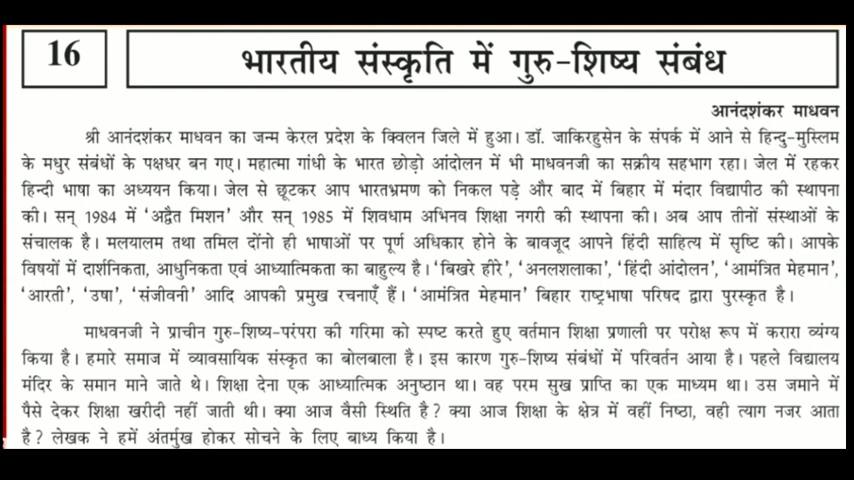 16
भारतीय संस्कृति में गुरु-शिष्य संबंध
आनंदशंकर माधवन
श्री आनंदशंकर माधवन का जन्म केरल प्रदेश के क्विलन जिले में हुआ। डॉ. जाकिरहुसेन के संपर्क में आने से हिन्दु-मुस्लिम
के मधुर संबंधों के पक्षधर बन गए। महात्मा गांधी के भारत छोड़ो आंदोलन में भी माधवनजी का सक्रीय सहभाग रहा। जेल में रहकर
हिन्दी भाषा का अध्ययन किया। जेल से छूटकर आप भारतभ्रमण को निकल पड़े और बाद में बिहार में मंदार विद्यापीठ की स्थापना
की। सन् 1984 में 'अद्वैत मिशन' और सन् 1985 में शिवधाम अभिनव शिक्षा नगरी की स्थापना की। अब आप तीनों संस्थाओं के
संचालक है। मलयालम तथा तमिल दोंनो ही भाषाओं पर पूर्ण अधिकार होने के बावजूद आपने हिंदी साहित्य में सृष्टि की। आपके
विषयों में दार्शनिकता, आधुनिकता एवं आध्यात्मिकता का बाहुल्य है। 'बिखरे हीरे', 'अनलशलाका', 'हिंदी आंदोलन', 'आमंत्रित मेहमान',
'आरती', 'उषा', 'संजीवनी' आदि आपकी प्रमुख रचनाएँ हैं। 'आमंत्रित मेहमान' बिहार राष्ट्रभाषा परिषद द्वारा पुरस्कृत है।
माधवनजी ने प्राचीन गुरु-शिष्य-परंपरा की गरिमा को स्पष्ट करते हुए वर्तमान शिक्षा प्रणाली पर परोक्ष रूप में करारा व्यंग्य
किया है। हमारे समाज में व्यावसायिक संस्कृत का बोलबाला है। इस कारण गुरु-शिष्य संबंधों में परिवर्तन आया है। पहले विद्यालय
मंदिर के समान माने जाते थे। शिक्षा देना एक आध्यात्मिक अनुष्ठान था। वह परम सुख प्राप्ति का एक माध्यम था। उस जमाने में
पैसे देकर शिक्षा खरीदी नहीं जाती थी। क्या आज वैसी स्थिति है? क्या आज शिक्षा के क्षेत्र में वहीं निष्ठा, वही त्याग नजर आता
है? लेखक ने हमें अंतर्मुख होकर सोचने के लिए बाध्य किया है।